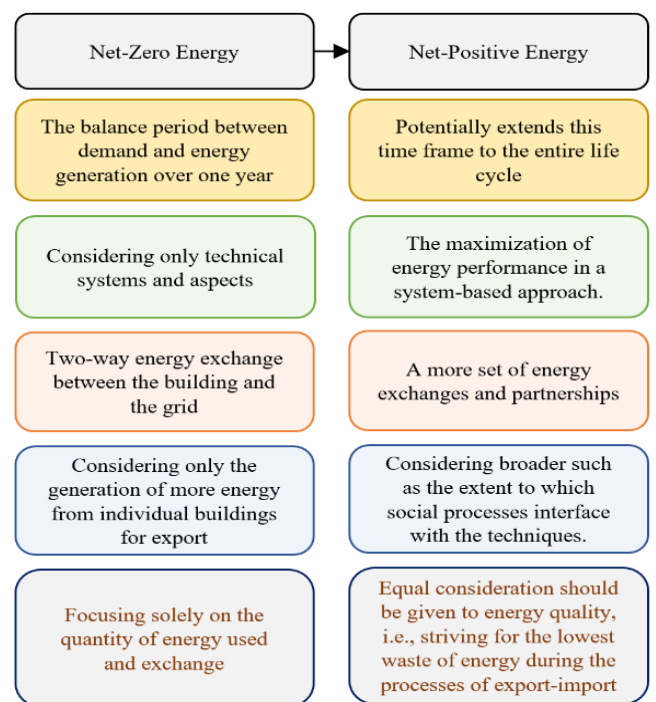 Net-Zero Energy
Net-Positive Energy
The balance period between
demand and energy
generation over one year
Potentially extends this
time frame to the entire life
cycle
Considering only technical
systems and aspects
The maximization of
energy performance in a
system-based approach.
Two-way energy exchange
between the building and
the grid
A more set of energy
exchanges and partnerships
Considering only the
generation of more energy
from individual buildings
for export
Considering broader such
as the extent to which
social processes interface
with the techniques.
Focusing solely on the
quantity of energy used
and exchange
Equal consideration should
be given to energy quality,
i.e., striving for the lowest
waste of energy during the
processes of export-import